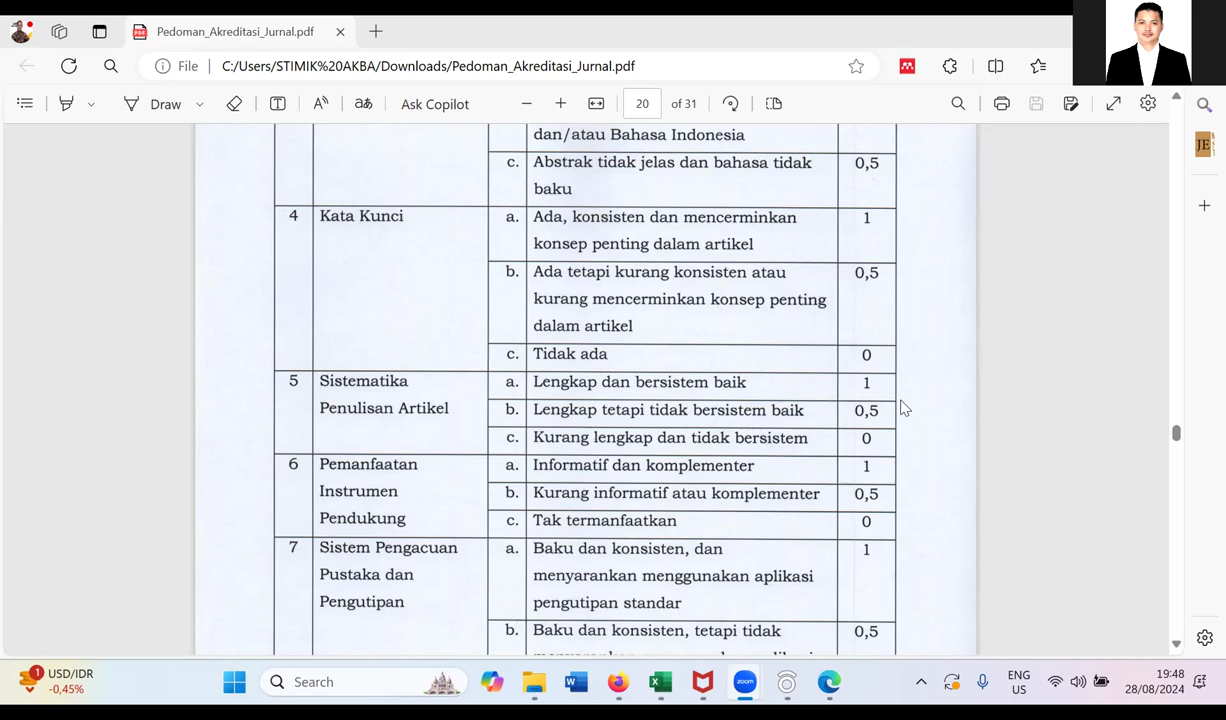 Pedoman_Akreditasi_Jurnal.pdf
File C:/Users/STIMIK%20AKBA/Downloads/Pedoman_Akreditasi_Jurnal.pdf
Draw Ask Copilot 20 of 31
JE
dan/atau Bahasa Indonesia
c. Abstrak tidak jelas dan bahasa tidak 0,5
baku
4 Kata Kunci a. Ada, konsisten dan mencerminkan 1
konsep penting dalam artikel
b. Ada tetapi kurang konsisten atau 0,5
kurang mencerminkan konsep penting
dalam artikel
c. Tidak ada 0
5 Sistematika a. Lengkap dan bersistem baik 1
Penulisan Artikel b. Lengkap tetapi tidak bersistem baik 0,5
c. Kurang lengkap dan tidak bersistem 0
6 Pemanfaatan a. Informatif dan komplementer 1
Instrumen b. Kurang informatif atau komplementer 0,5
Pendukung c. Tak termanfaatkan 0
7 Sistem Pengacuan a. Baku dan konsisten, dan 1
Pustaka dan menyarankan menggunakan aplikasi
Pengutipan pengutipan standar
b. Baku dan konsisten, tetapi tidak 0,5
1 USD/IDR
-0,45%
Search
zoom
ENG
US
19:48
28/08/2024